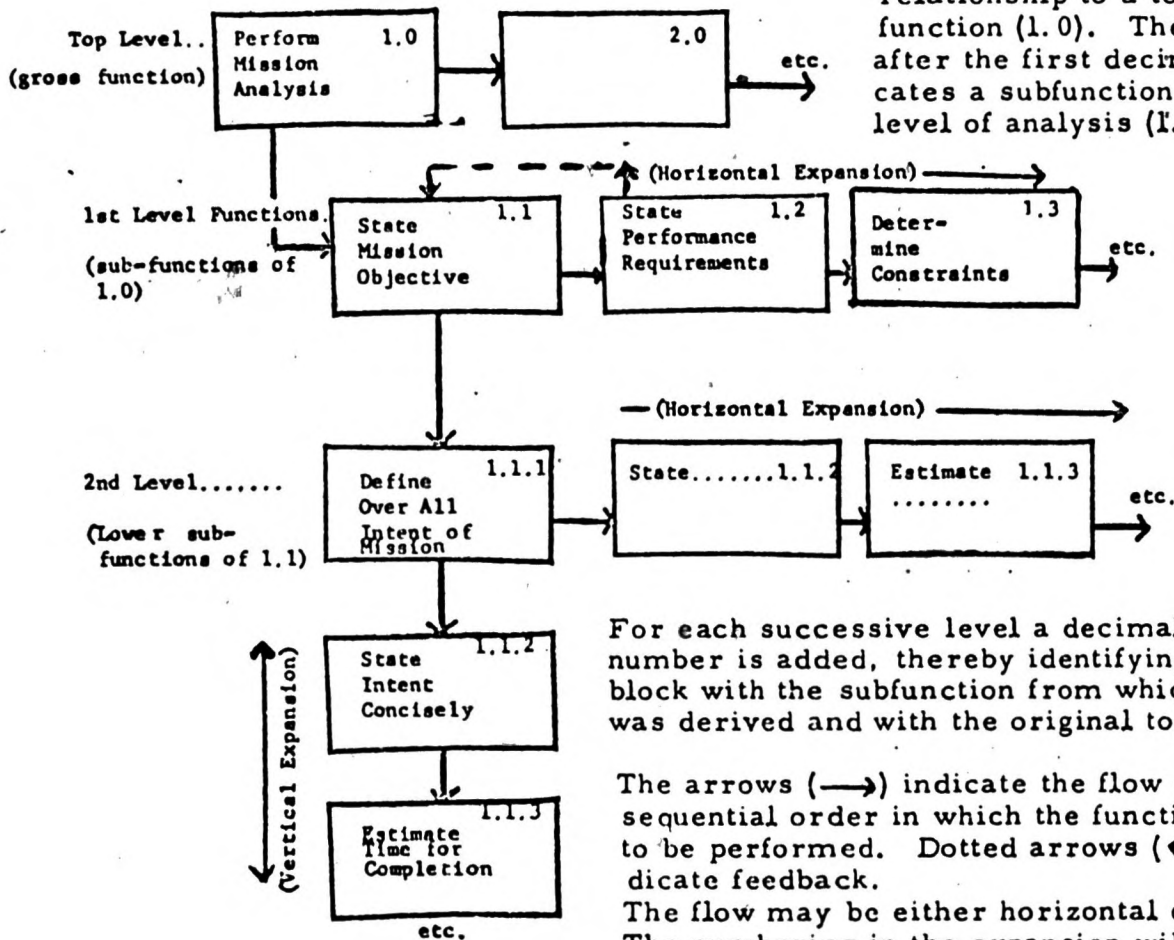 relationship to a to
function (1.0). The
after the first decim
cates a subfunction
level of analysis (1.
Top Level..
(gross function)
Perform 1.0
Mission
Analysis
2.0
etc.
(Horizontal Expansion)
1st Level Functions.
(sub-functions of
1.0)
State 1.1
Mission
Objective
State 1.2
Performance
Requirements
1.3
Deter-
mine
Constraints
etc.
(Horizontal Expansion)
2nd Level.......
(Lower sub-
functions of 1.1)
1.1.1
Define
Over All
Intent of
Mission
State.......1.1.2
Estimate 1.1.3
........
etc.
(Vertical Expansion)
1.1.2
State
Intent
Concisely
1.1.3
Estimate
Time for
Completion
etc.
For each successive level a decima
number is added, thereby identifyin
block with the subfunction from whic
was derived and with the original to
The arrows (→) indicate the flow
sequential order in which the functi
to be performed. Dotted arrows (
dicate feedback.
The flow may be either horizontal